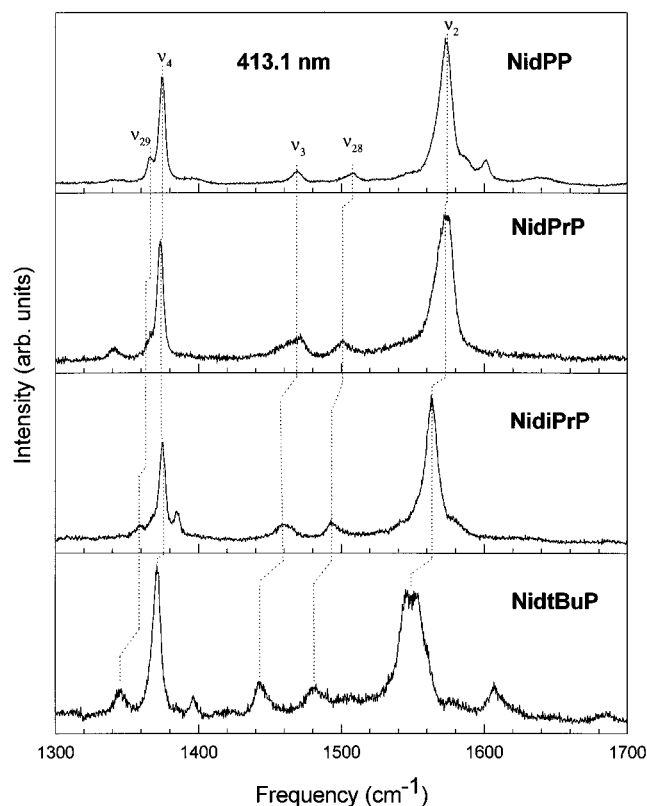 ν₂
ν₄
413.1 nm
NidPP
ν₂₉
ν₃
ν₂₈
NidPrP
NidiPrP
NidtBuP
Intensity (arb. units)
1300 1400 1500 1600 1700
Frequency (cm⁻¹)